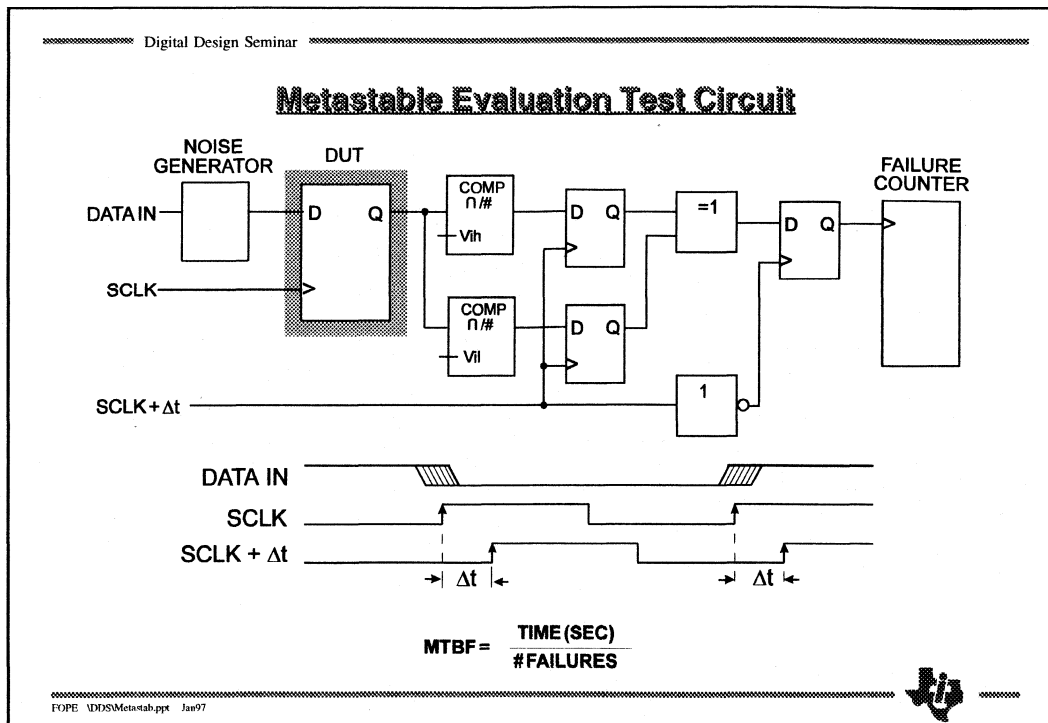 Digital Design Seminar
Metastable Evaluation Test Circuit
NOISE
GENERATOR
DUT
FAILURE
COUNTER
DATA IN
D Q
COMP
∩/#
Vih
D Q
=1
D Q
SCLK
COMP
∩/#
Vil
D Q
SCLK + Δt
1
DATA IN
SCLK
SCLK + Δt
Δt
Δt
MTBF = TIME (SEC)
# FAILURES
FOPE \DDS\Metastab.ppt Jan97